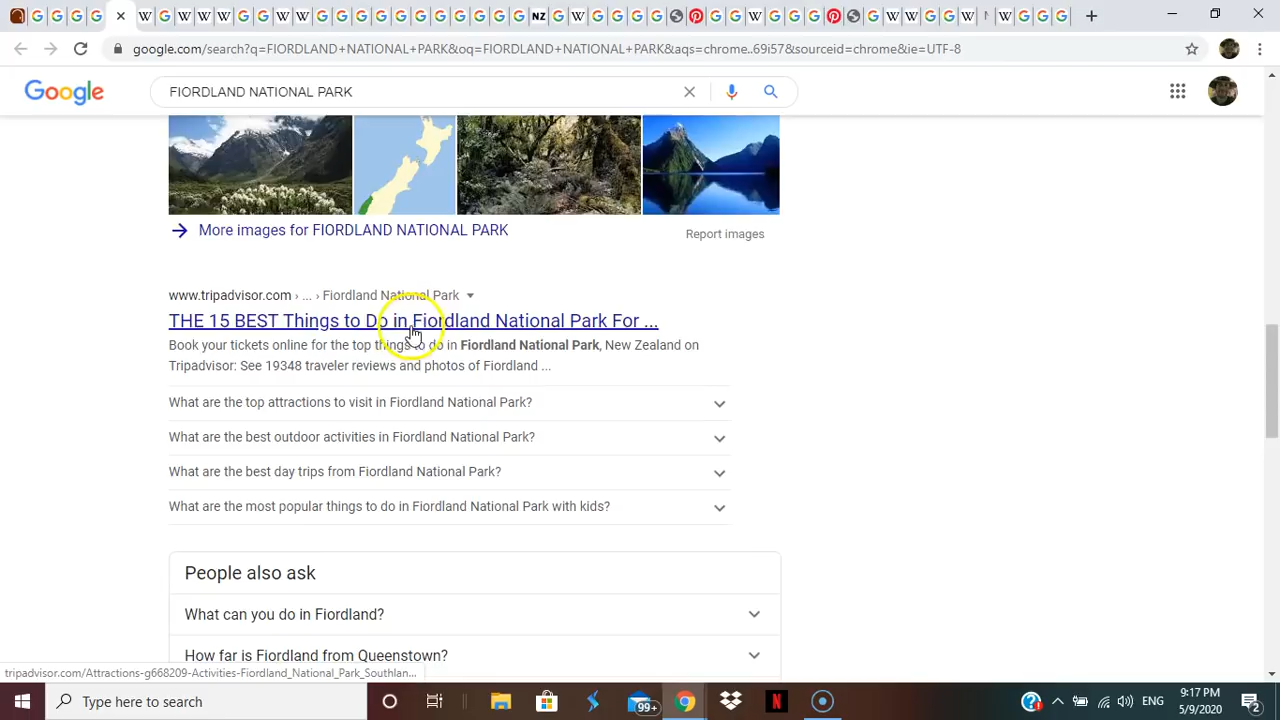 google.com/search?q=FIORDLAND+NATIONAL+PARK&oq=FIORDLAND+NATIONAL+PARK&aqs=chrome..69i57&sourceid=chrome&ie=UTF-8
Google
FIORDLAND NATIONAL PARK
More images for FIORDLAND NATIONAL PARK
Report images
www.tripadvisor.com › ... › Fiordland National Park
THE 15 BEST Things to Do in Fiordland National Park For ...
Book your tickets online for the top things to do in Fiordland National Park, New Zealand on
Tripadvisor: See 19348 traveler reviews and photos of Fiordland ...
What are the top attractions to visit in Fiordland National Park?
What are the best outdoor activities in Fiordland National Park?
What are the best day trips from Fiordland National Park?
What are the most popular things to do in Fiordland National Park with kids?
People also ask
What can you do in Fiordland?
How far is Fiordland from Queenstown?
tripadvisor.com/Attractions-g668209-Activities-Fiordland_National_Park_Southlan...
Type here to search
99+
ENG
9:17 PM
5/9/2020
2